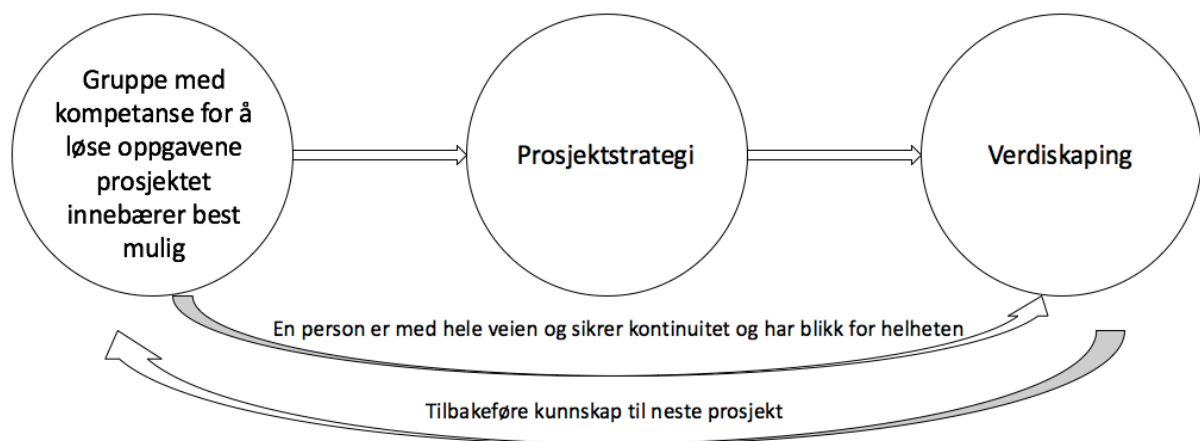 Gruppe med
kompetanse for å
løse oppgavene
prosjektet
innebærer best
mulig
Prosjektstrategi
Verdiskaping
En person er med hele veien og sikrer kontinuitet og har blikk for helheten
Tilbakeføre kunnskap til neste prosjekt